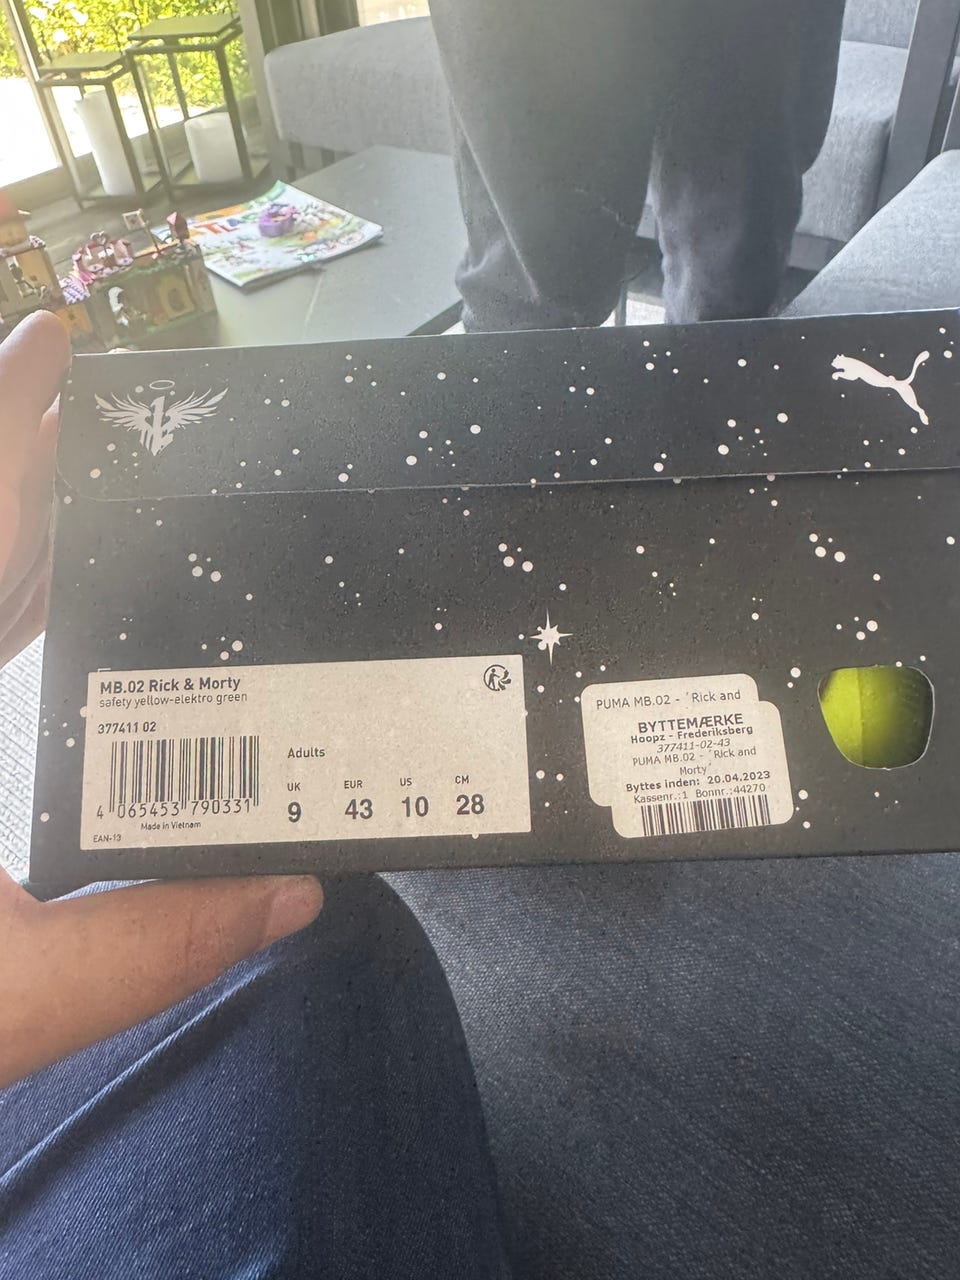 MB.02 Rick & Morty
safety yellow-elektro green
377411 02
Adults
UK EUR US CM
9 43 10 28
4 065453 790331
Made in Vietnam
EAN-13
PUMA MB.02 - ´Rick and
BYTTEMÆRKE
Hoopz - Frederiksberg
377411-02-43
PUMA MB.02 - ´Rick and
Morty´
Byttes inden: 20.04.2023
Kassenr.:1 Bonnr.:44270